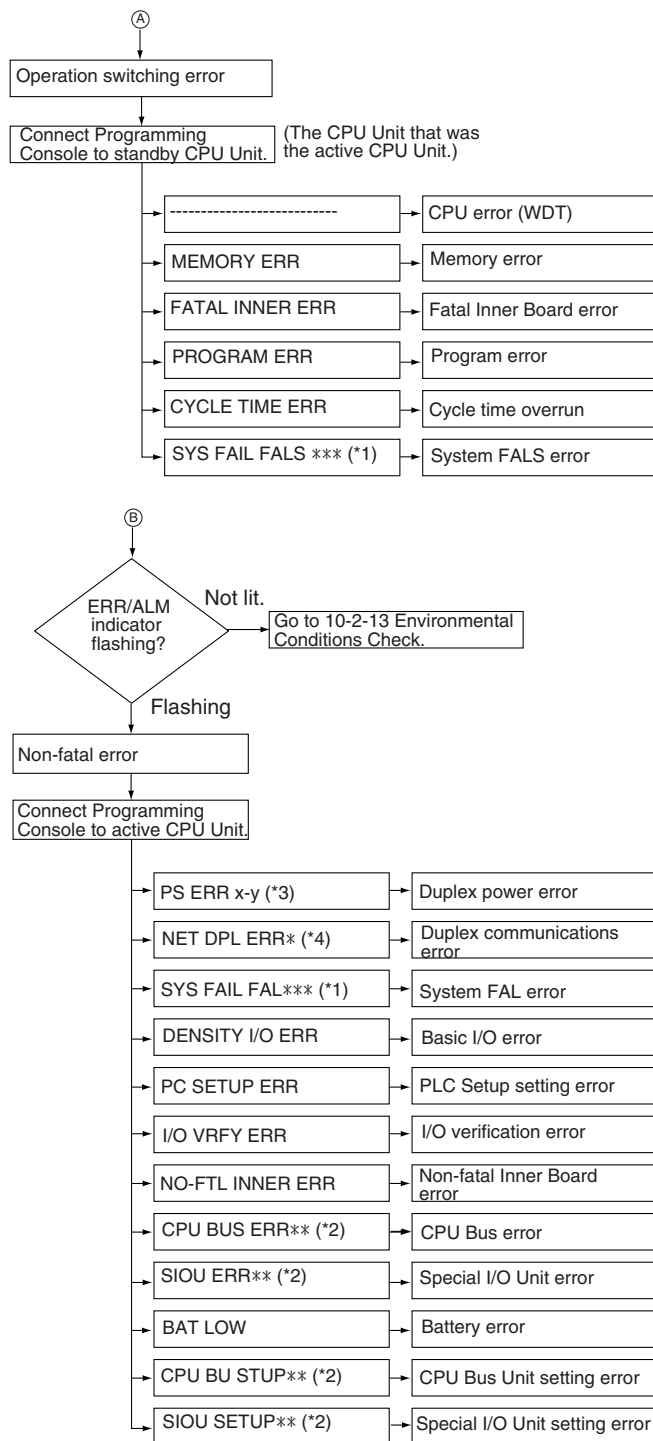 A
Operation switching error
Connect Programming
Console to standby CPU Unit.
(The CPU Unit that was
the active CPU Unit.)
---------------------------
CPU error (WDT)
MEMORY ERR
Memory error
FATAL INNER ERR
Fatal Inner Board error
PROGRAM ERR
Program error
CYCLE TIME ERR
Cycle time overrun
SYS FAIL FALS *** (*1)
System FALS error
B
ERR/ALM
indicator
flashing?
Not lit.
Go to 10-2-13 Environmental
Conditions Check.
Flashing
Non-fatal error
Connect Programming
Console to active CPU Unit.
PS ERR x-y (*3)
Duplex power error
NET DPL ERR* (*4)
Duplex communications
error
SYS FAIL FAL*** (*1)
System FAL error
DENSITY I/O ERR
Basic I/O error
PC SETUP ERR
PLC Setup setting error
I/O VRFY ERR
I/O verification error
NO-FTL INNER ERR
Non-fatal Inner Board
error
CPU BUS ERR** (*2)
CPU Bus error
SIOU ERR** (*2)
Special I/O Unit error
BAT LOW
Battery error
CPU BU STUP** (*2)
CPU Bus Unit setting error
SIOU SETUP** (*2)
Special I/O Unit setting error